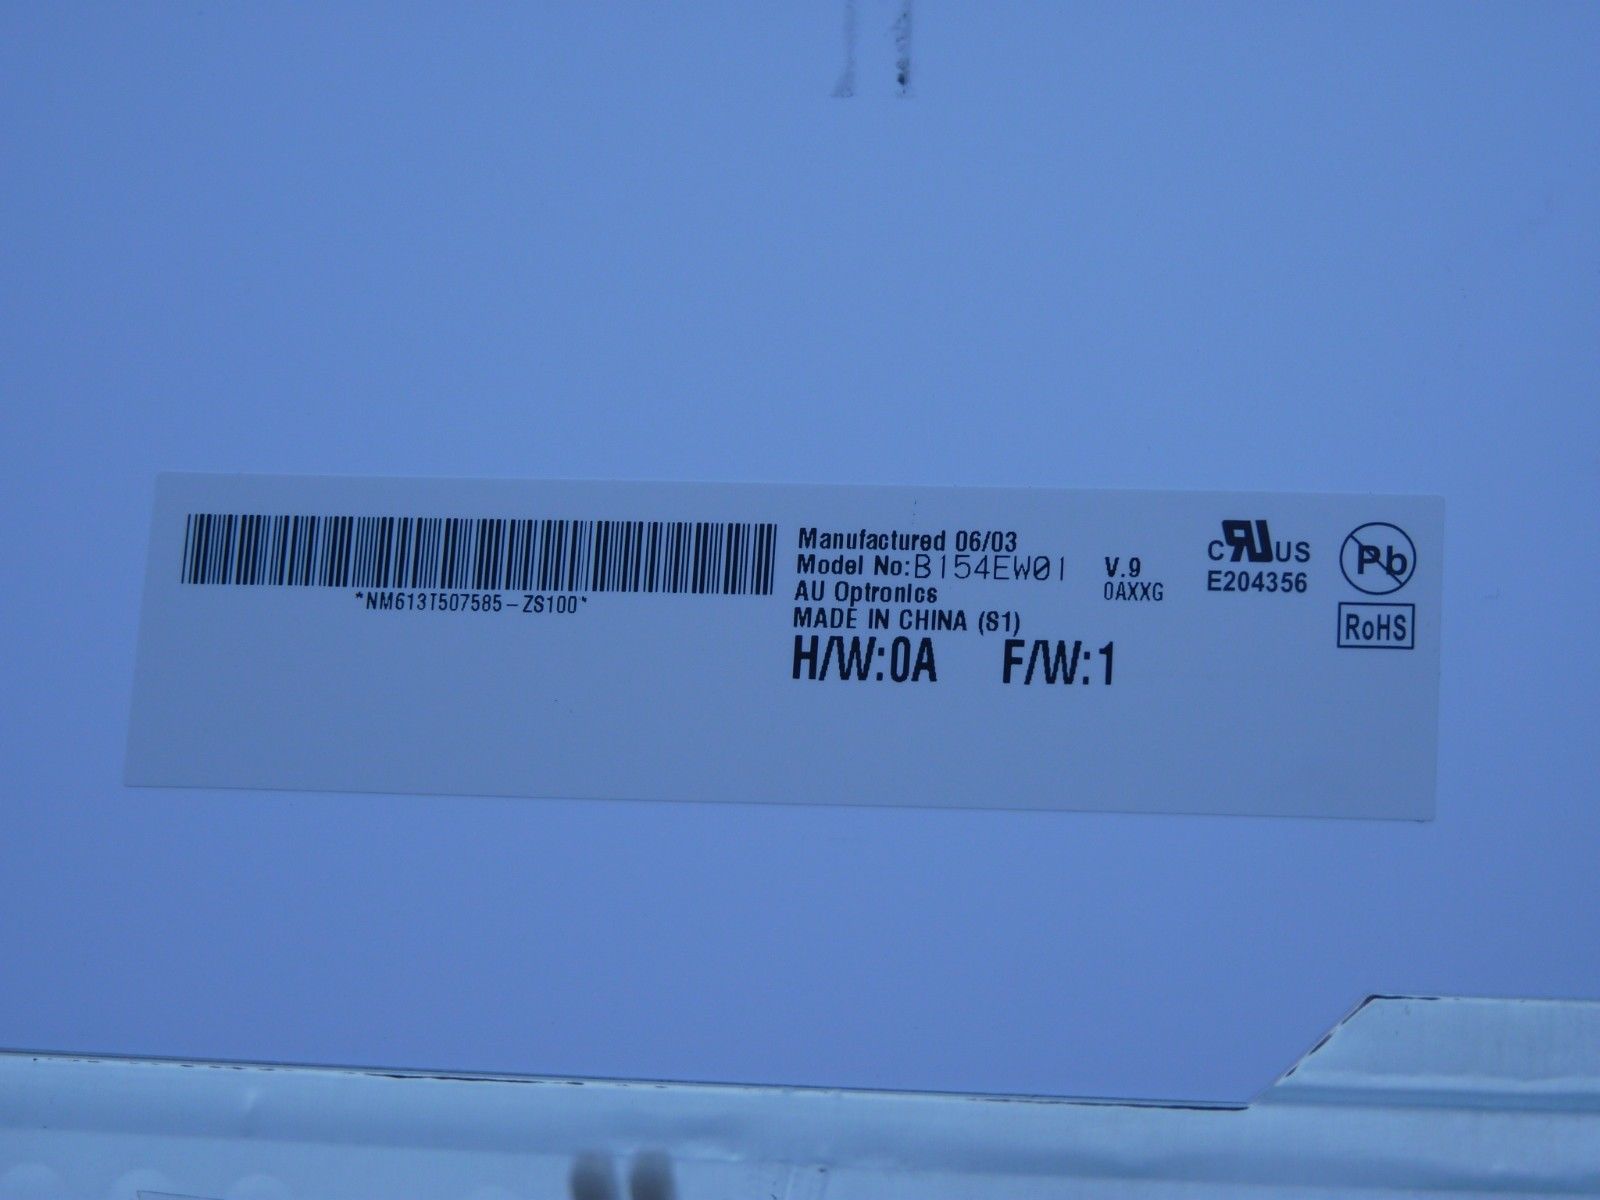 *NM613T507585-ZS100*
Manufactured 06/03
Model No:B154EW01 V.9
AU Optronics 0AXXG
MADE IN CHINA (S1)
H/W:0A F/W:1
C RU US
E204356
Pb
RoHS